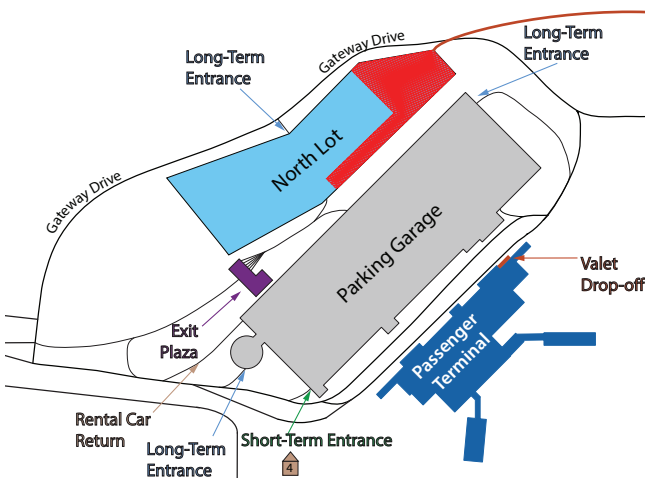 Gateway Drive
Long-Term
Entrance
Long-Term
Entrance
North Lot
Gateway Drive
Parking Garage
Valet
Drop-off
Exit
Plaza
Passenger
Terminal
Rental Car
Return
Long-Term
Entrance
Short-Term Entrance
4